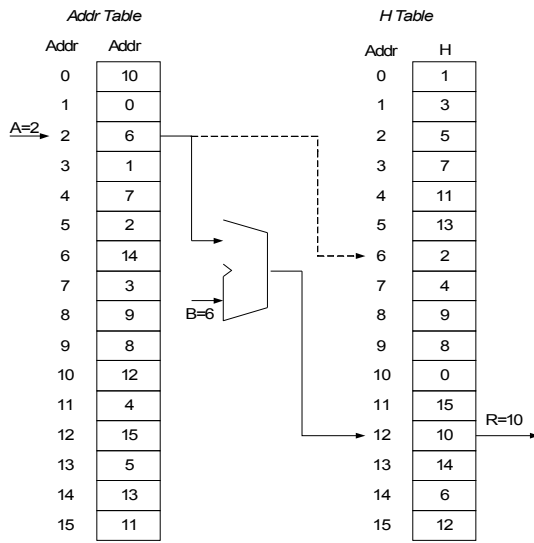 Addr Table H Table
Addr Addr Addr H
0 10 0 1
1 0 1 3
A=2 2 6 2 5
3 1 3 7
4 7 4 11
5 2 5 13
6 14 6 2
7 3 7 4
B=6
8 9 8 9
9 8 9 8
10 12 10 0
11 4 11 15
12 15 12 10 R=10
13 5 13 14
14 13 14 6
15 11 15 12